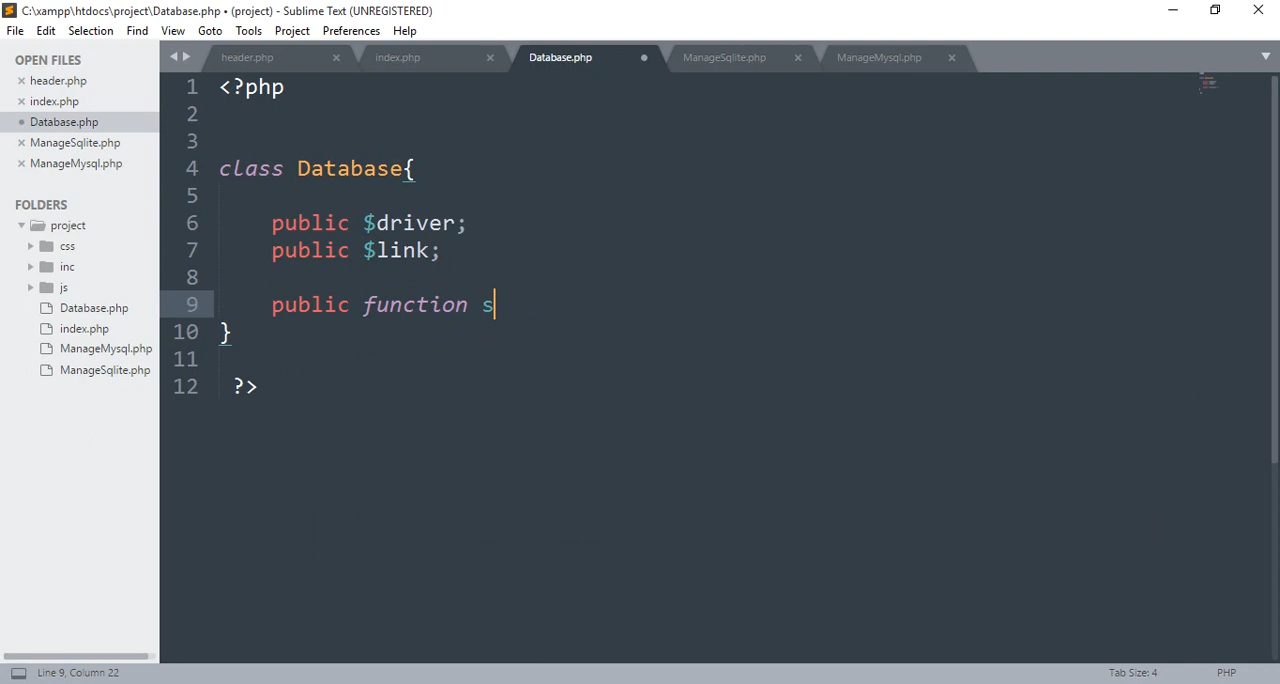 C:\xampp\htdocs\project\Database.php • (project) - Sublime Text (UNREGISTERED)
File Edit Selection Find View Goto Tools Project Preferences Help
OPEN FILES
header.php
index.php
Database.php
ManageSqlite.php
ManageMysql.php
FOLDERS
project
css
inc
js
Database.php
index.php
ManageMysql.php
ManageSqlite.php
header.php index.php Database.php ManageSqlite.php ManageMysql.php
1 <?php
2
3
4 class Database{
5
6 public $driver;
7 public $link;
8
9 public function s
10 }
11
12 ?>
Line 9, Column 22 Tab Size: 4 PHP